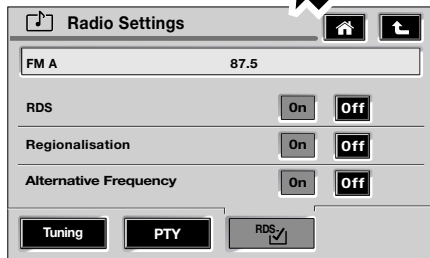 Radio Settings
FM A 87.5
RDS On Off
Regionalisation On Off
Alternative Frequency On Off
Tuning PTY RDS